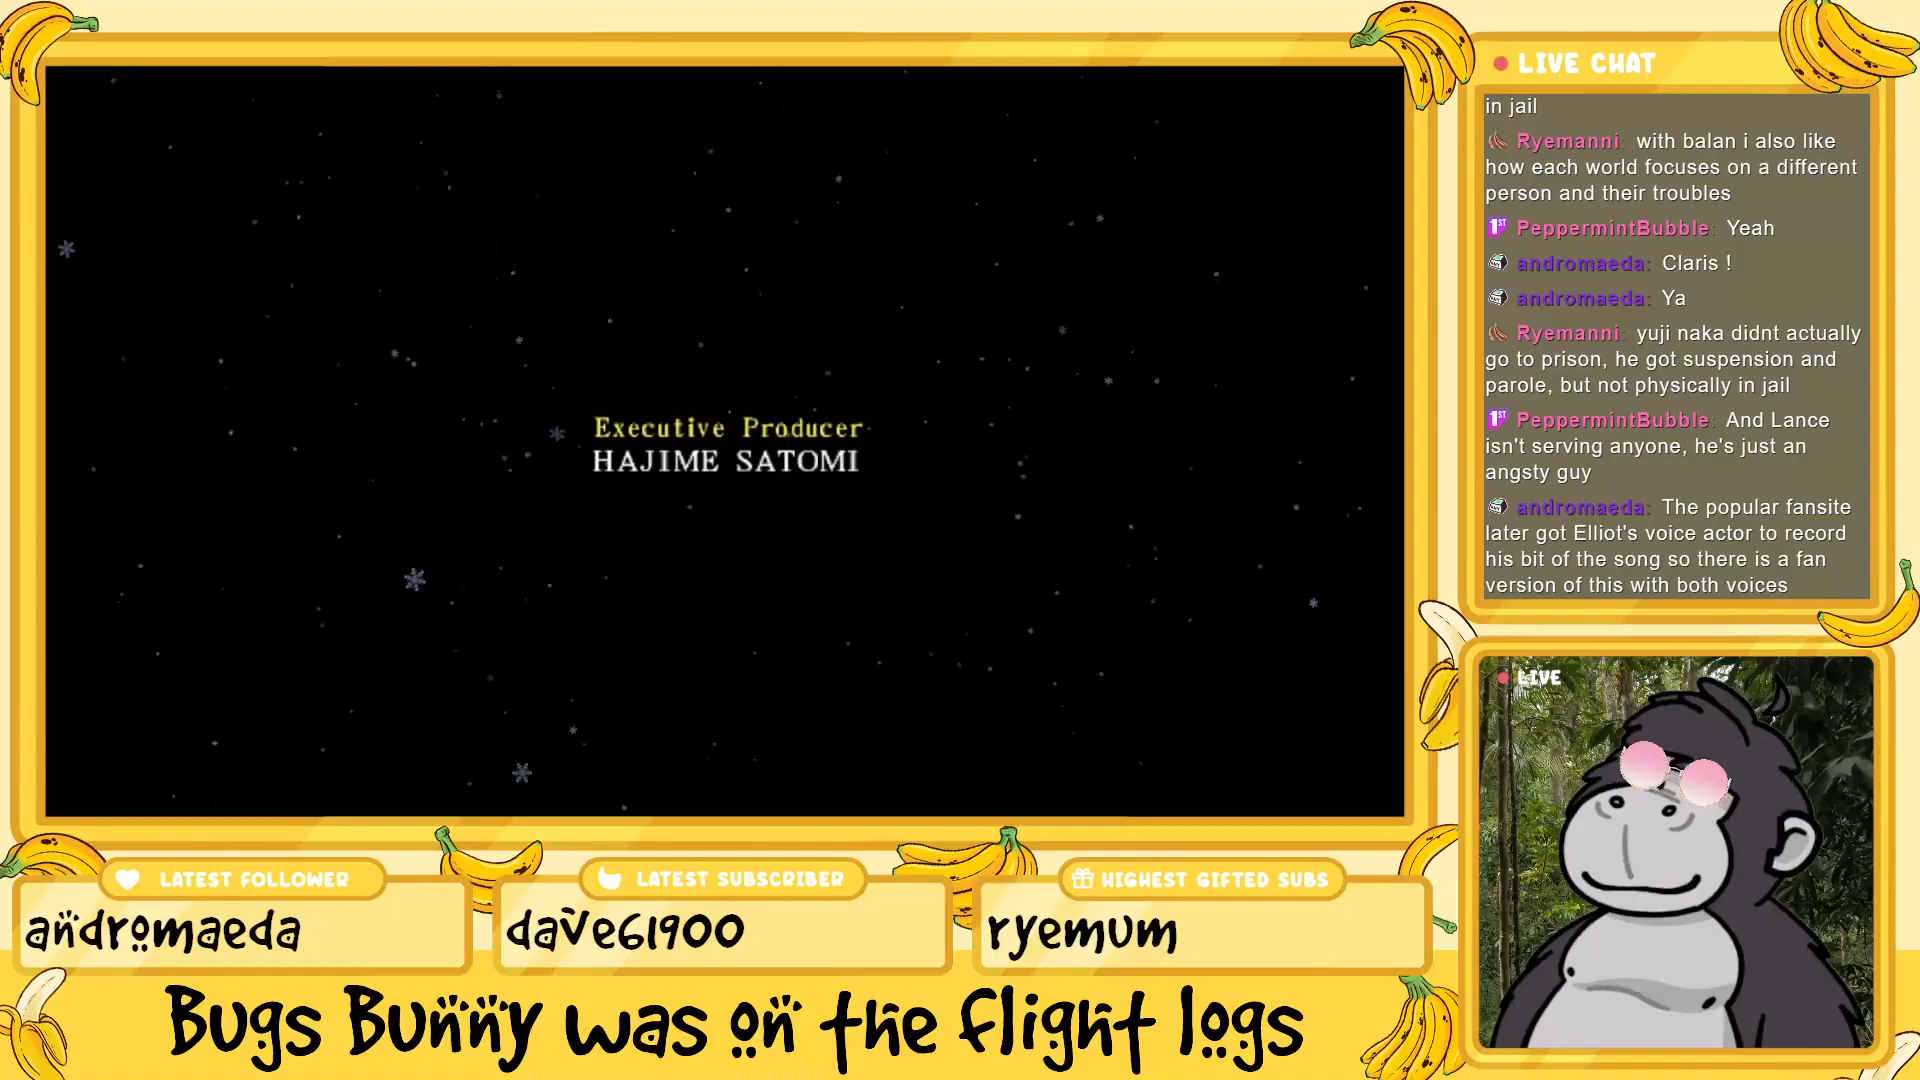 Executive Producer
HAJIME SATOMI
LIVE CHAT
in jail
Ryemanni: with balan i also like
how each world focuses on a different
person and their troubles
1ST PeppermintBubble: Yeah
andromaeda: Claris !
andromaeda: Ya
Ryemanni: yuji naka didnt actually
go to prison, he got suspension and
parole, but not physically in jail
1ST PeppermintBubble: And Lance
isn't serving anyone, he's just an
angsty guy
andromaeda: The popular fansite
later got Elliot's voice actor to record
his bit of the song so there is a fan
version of this with both voices
LIVE
LATEST FOLLOWER
andromaeda
LATEST SUBSCRIBER
dave61900
HIGHEST GIFTED SUBS
ryemum
Bugs Bunny was on the flight logs